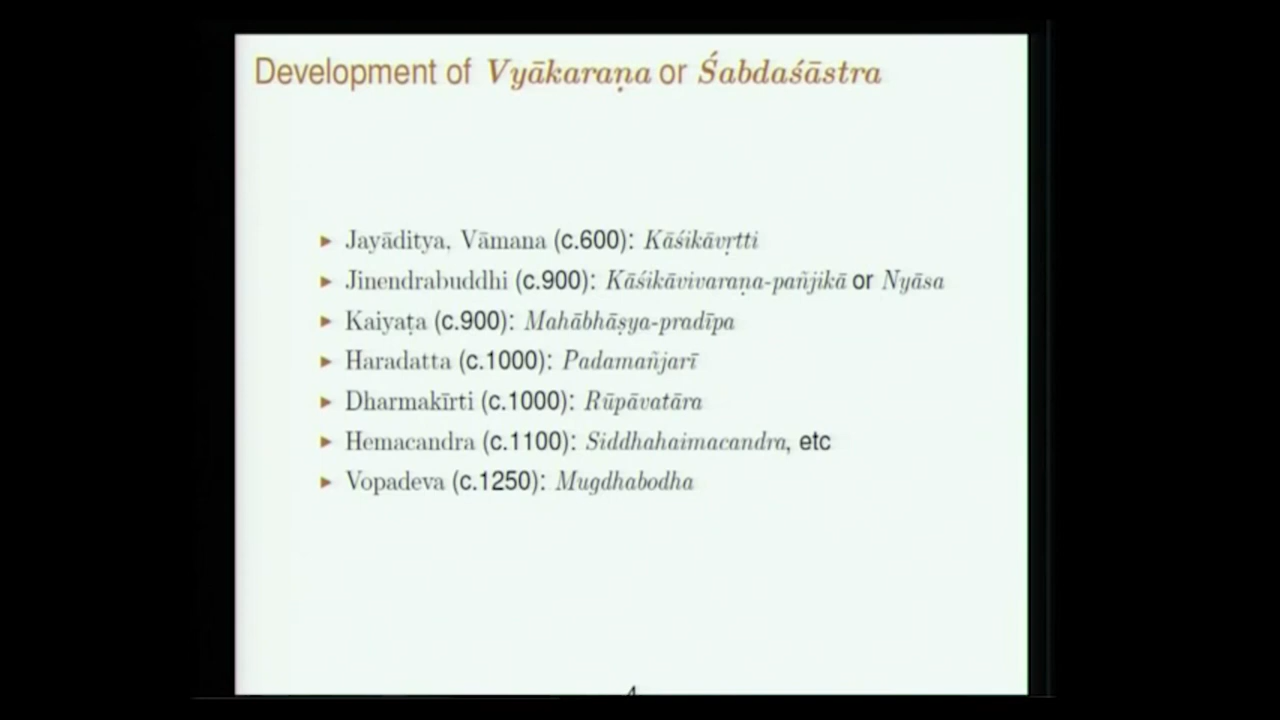 Development of Vyākaraṇa or Śabdaśāstra
▶ Jayāditya, Vāmana (c.600): Kāśikāvṛtti
▶ Jinendrabuddhi (c.900): Kāśikāvivaraṇa-pañjikā or Nyāsa
▶ Kaiyaṭa (c.900): Mahābhāṣya-pradīpa
▶ Haradatta (c.1000): Padamañjarī
▶ Dharmakīrti (c.1000): Rūpāvatāra
▶ Hemacandra (c.1100): Siddhahaimacandra, etc
▶ Vopadeva (c.1250): Mugdhabodha
4